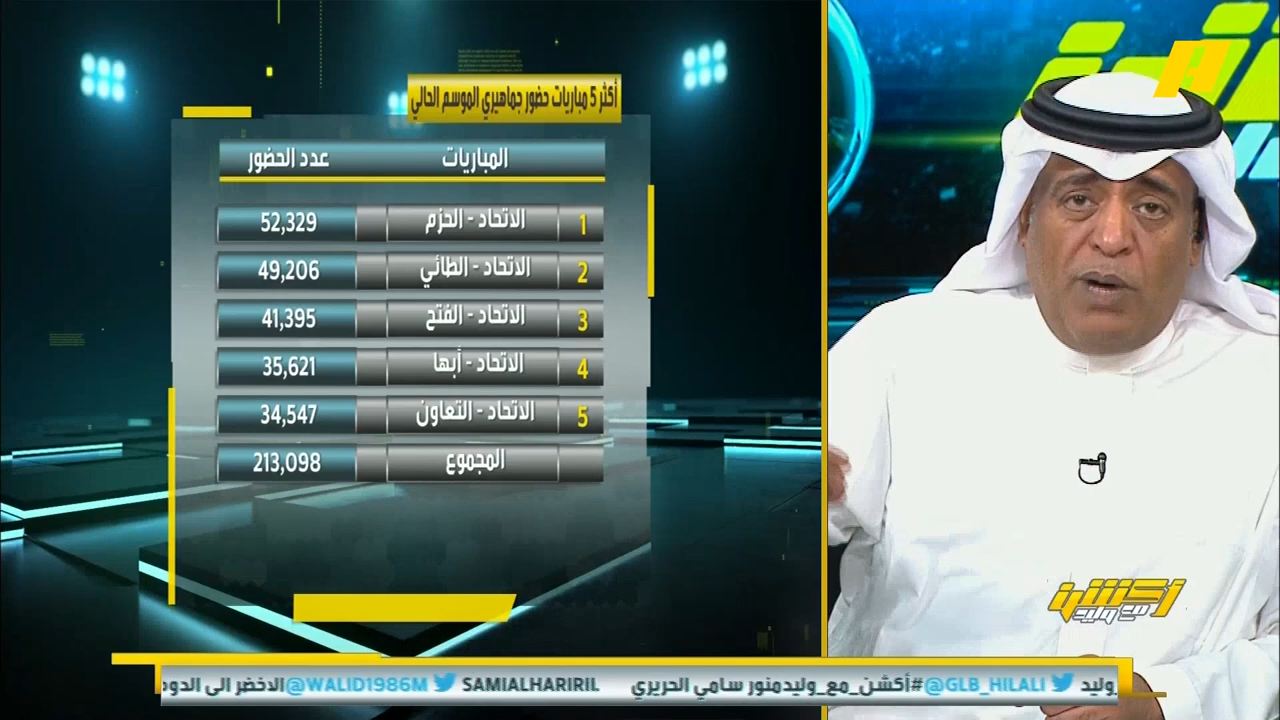 أكثر 5 مباريات حضور جماهيري الموسم الحالي
المباريات عدد الحضور
1 الاتحاد - الحزم 52,329
2 الاتحاد - الطائي 49,206
3 الاتحاد - الفتح 41,395
4 الاتحاد - أبها 35,621
5 الاتحاد - التعاون 34,547
المجموع 213,098
أكشن مع وليد
وليد @GLB_HILALI #أكشن_مع_وليدمنور سامي الحريري SAMIALHARIRIL @WALID1986M الاخضر الى الدو